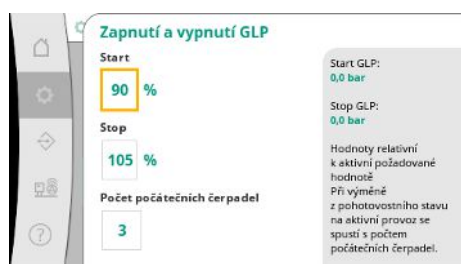 Zapnutí a vypnutí GLP
Start
90 %
Stop
105 %
Počet počátečních čerpadel
3
Start GLP:
0,0 bar
Stop GLP:
0,0 bar
Hodnoty relativní
k aktivní požadované
hodnotě
Při výměně
z pohotovostního stavu
na aktivní provoz se
spustí s počtem
počátečních čerpadel.